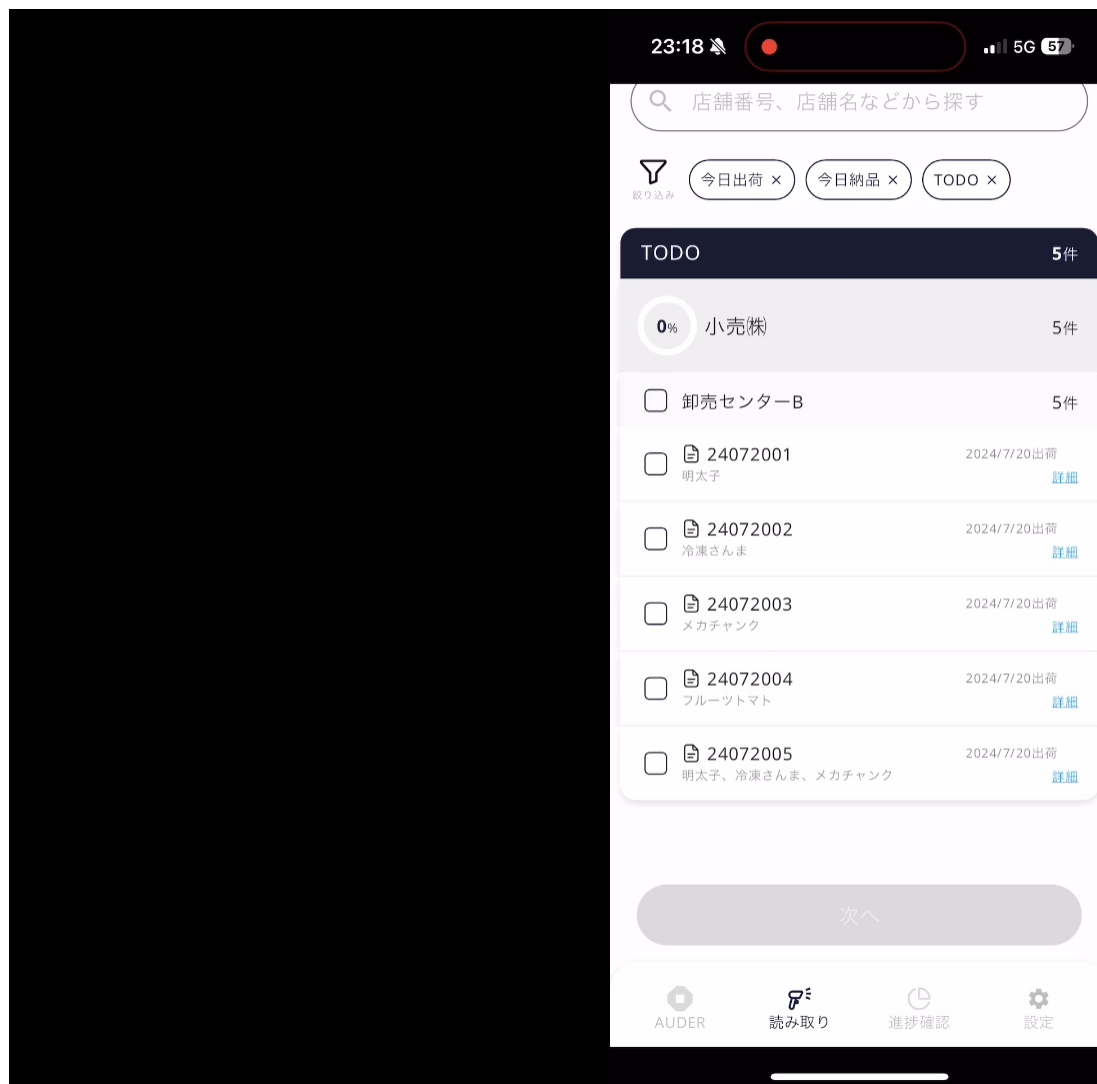 23:18 5G 57
店舗番号、店舗名などから探す
絞り込み
今日出荷 × 今日納品 × TODO ×
TODO 5件
0% 小売㈱ 5件
卸売センターB 5件
24072001 2024/7/20出荷
明太子 詳細
24072002 2024/7/20出荷
冷凍さんま 詳細
24072003 2024/7/20出荷
メカチャンク 詳細
24072004 2024/7/20出荷
フルーツトマト 詳細
24072005 2024/7/20出荷
明太子、冷凍さんま、メカチャンク 詳細
次へ
AUDER 読み取り 進捗確認 設定